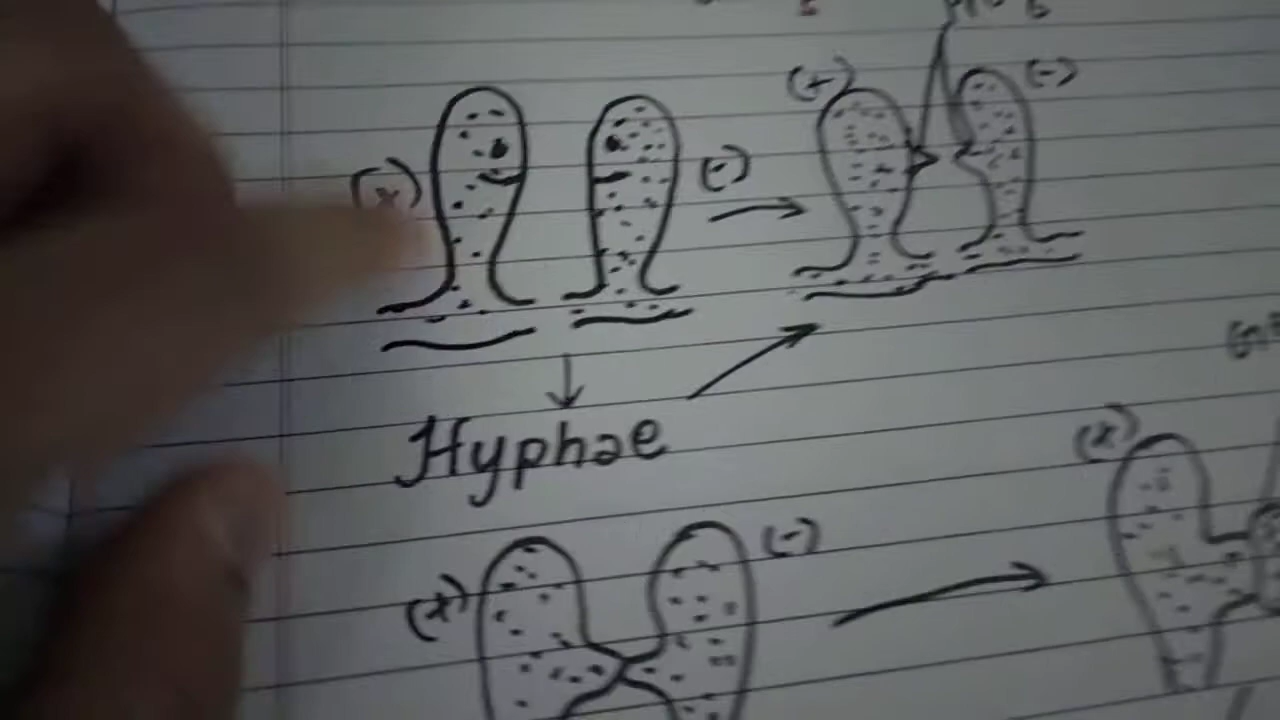 (+) (-)
(x) (-)
Hyphae
(x)
(x) (-)